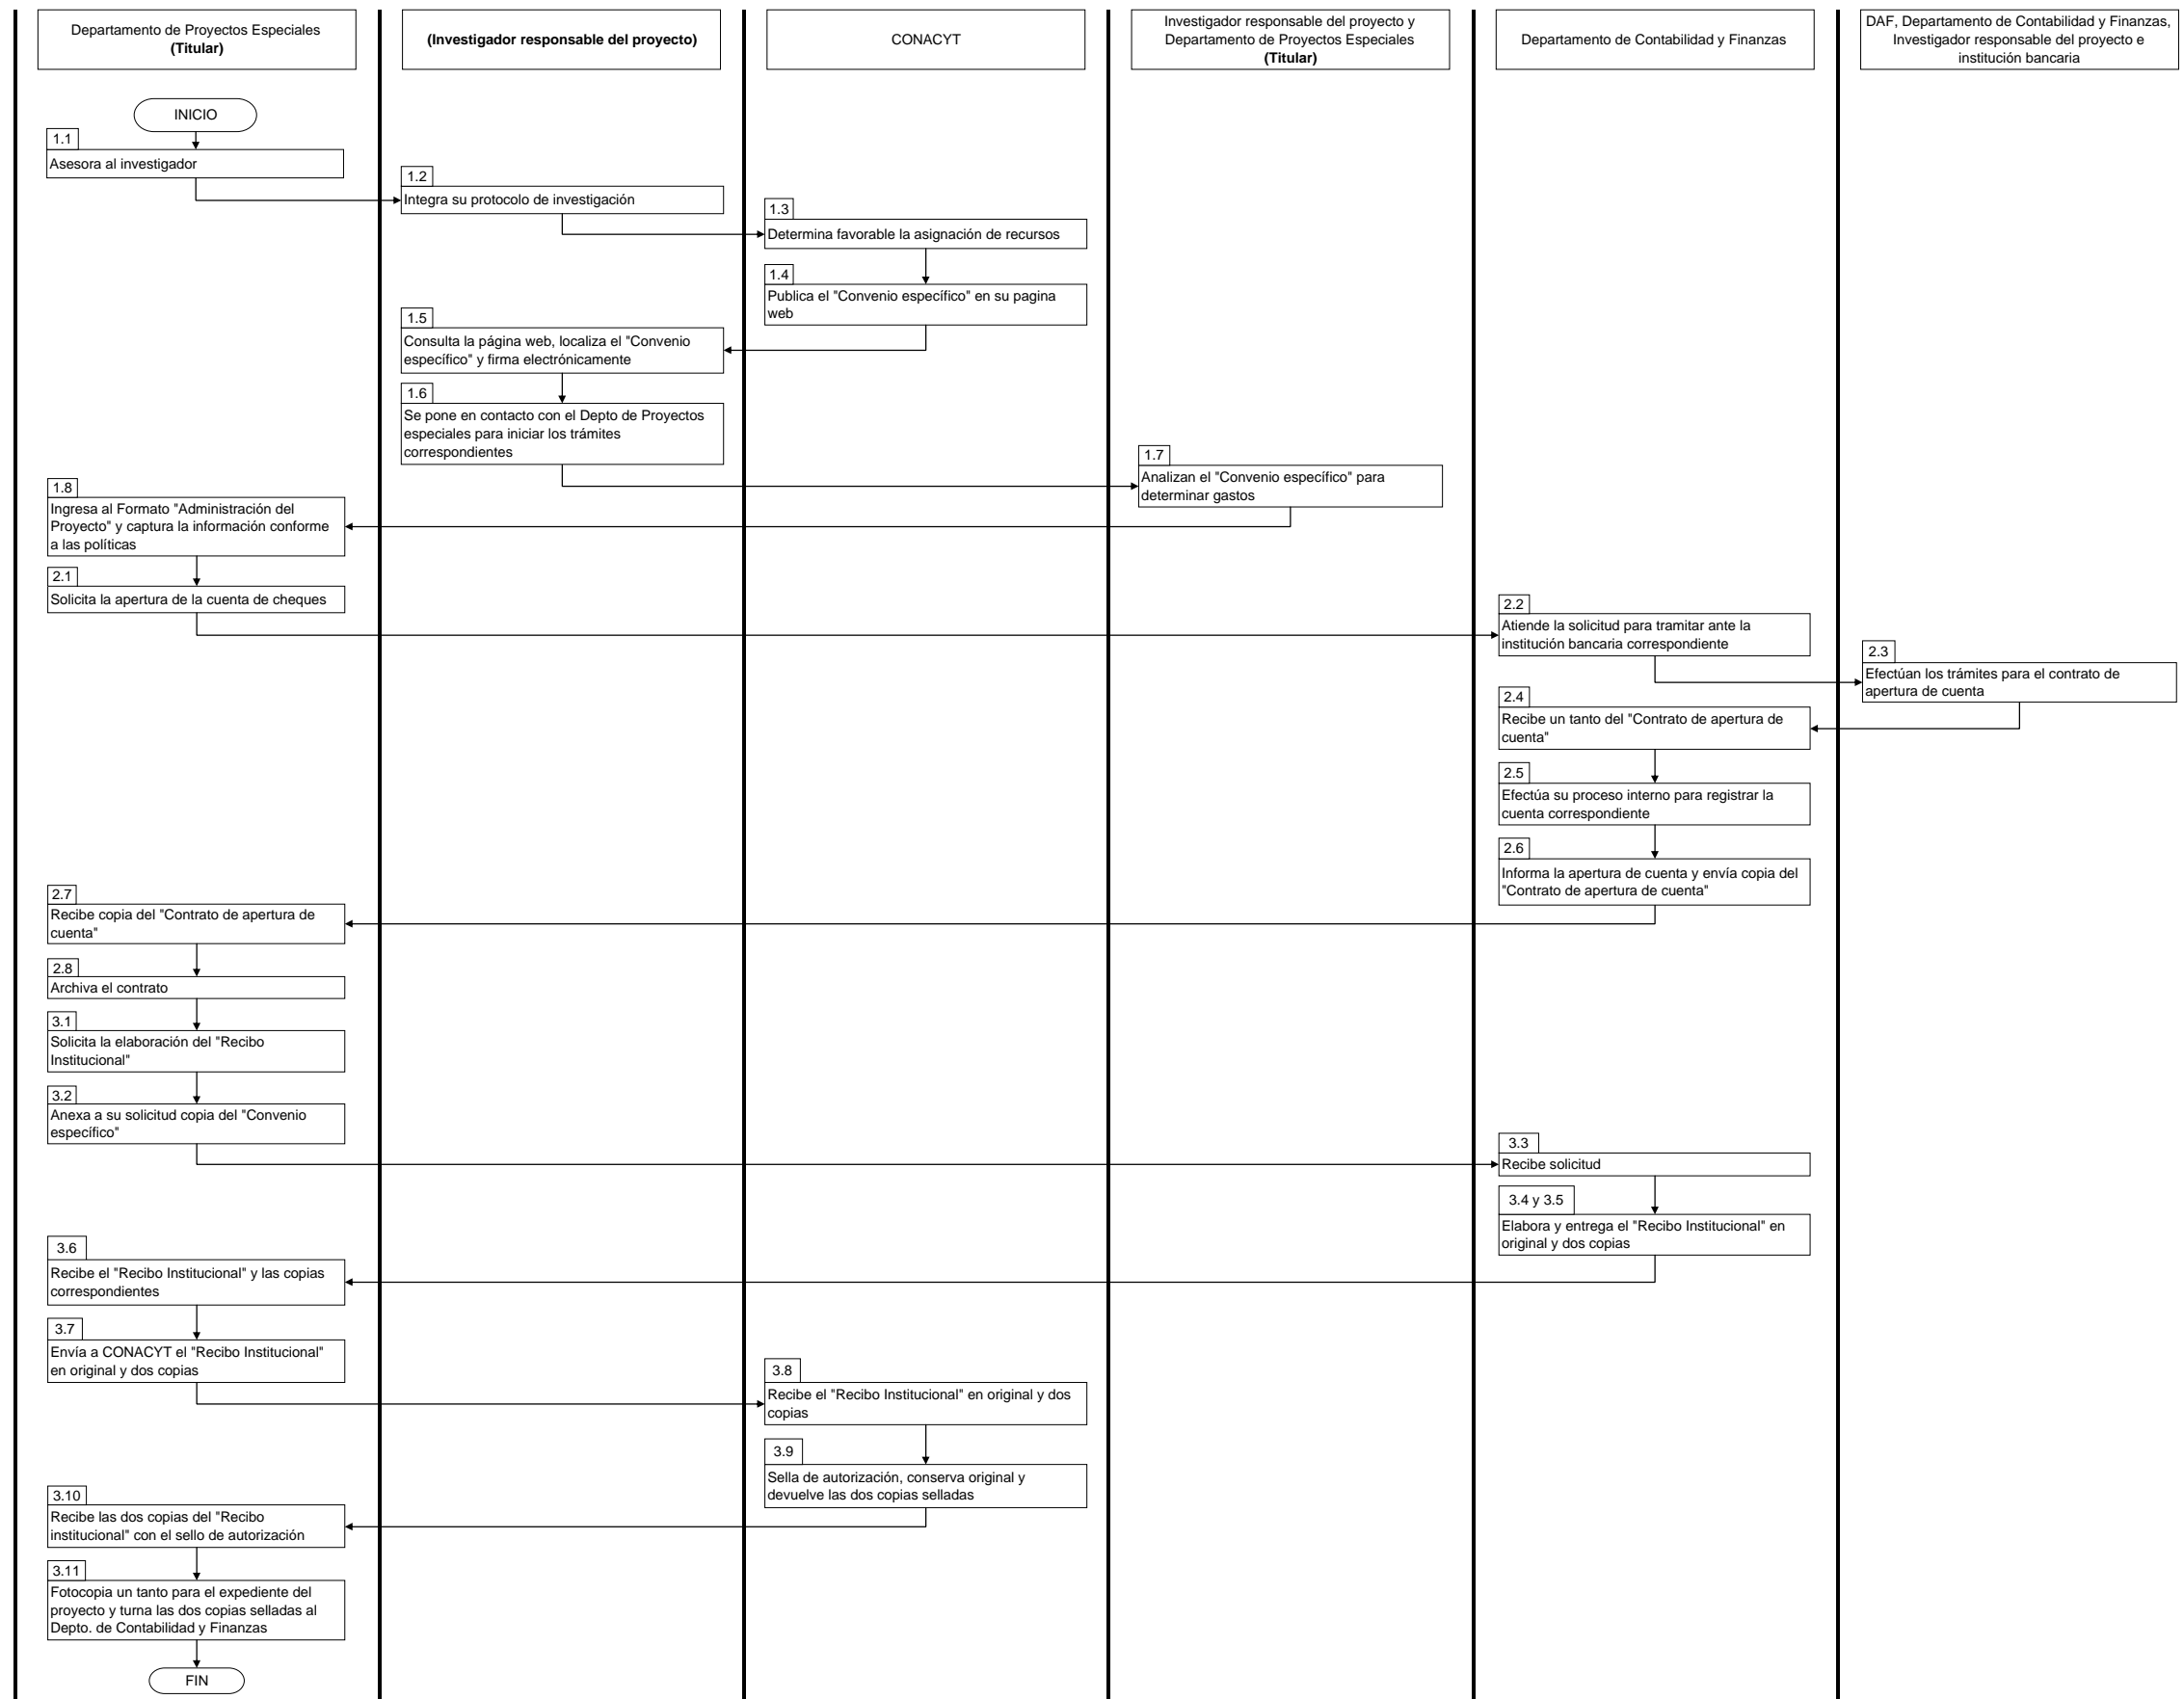 Departamento de Proyectos Especiales
(Titular)
(Investigador responsable del proyecto)
CONACYT
Investigador responsable del proyecto y
Departamento de Proyectos Especiales
(Titular)
Departamento de Contabilidad y Finanzas
DAF, Departamento de Contabilidad y Finanzas,
Investigador responsable del proyecto e
institución bancaria
INICIO
1.1
Asesora al investigador
1.2
Integra su protocolo de investigación
1.3
Determina favorable la asignación de recursos
1.4
Publica el "Convenio específico" en su pagina
web
1.5
Consulta la página web, localiza el "Convenio
específico" y firma electrónicamente
1.6
Se pone en contacto con el Depto de Proyectos
especiales para iniciar los trámites
correspondientes
1.7
Analizan el "Convenio específico" para
determinar gastos
1.8
Ingresa al Formato "Administración del
Proyecto" y captura la información conforme
a las políticas
2.1
Solicita la apertura de la cuenta de cheques
2.2
Atiende la solicitud para tramitar ante la
institución bancaria correspondiente
2.3
Efectúan los trámites para el contrato de
apertura de cuenta
2.4
Recibe un tanto del "Contrato de apertura de
cuenta"
2.5
Efectúa su proceso interno para registrar la
cuenta correspondiente
2.6
Informa la apertura de cuenta y envía copia del
"Contrato de apertura de cuenta"
2.7
Recibe copia del "Contrato de apertura de
cuenta"
2.8
Archiva el contrato
3.1
Solicita la elaboración del "Recibo
Institucional"
3.2
Anexa a su solicitud copia del "Convenio
específico"
3.3
Recibe solicitud
3.4 y 3.5
Elabora y entrega el "Recibo Institucional" en
original y dos copias
3.6
Recibe el "Recibo Institucional" y las copias
correspondientes
3.7
Envía a CONACYT el "Recibo Institucional"
en original y dos copias
3.8
Recibe el "Recibo Institucional" en original y dos
copias
3.9
Sella de autorización, conserva original y
devuelve las dos copias selladas
3.10
Recibe las dos copias del "Recibo
institucional" con el sello de autorización
3.11
Fotocopia un tanto para el expediente del
proyecto y turna las dos copias selladas al
Depto. de Contabilidad y Finanzas
FIN